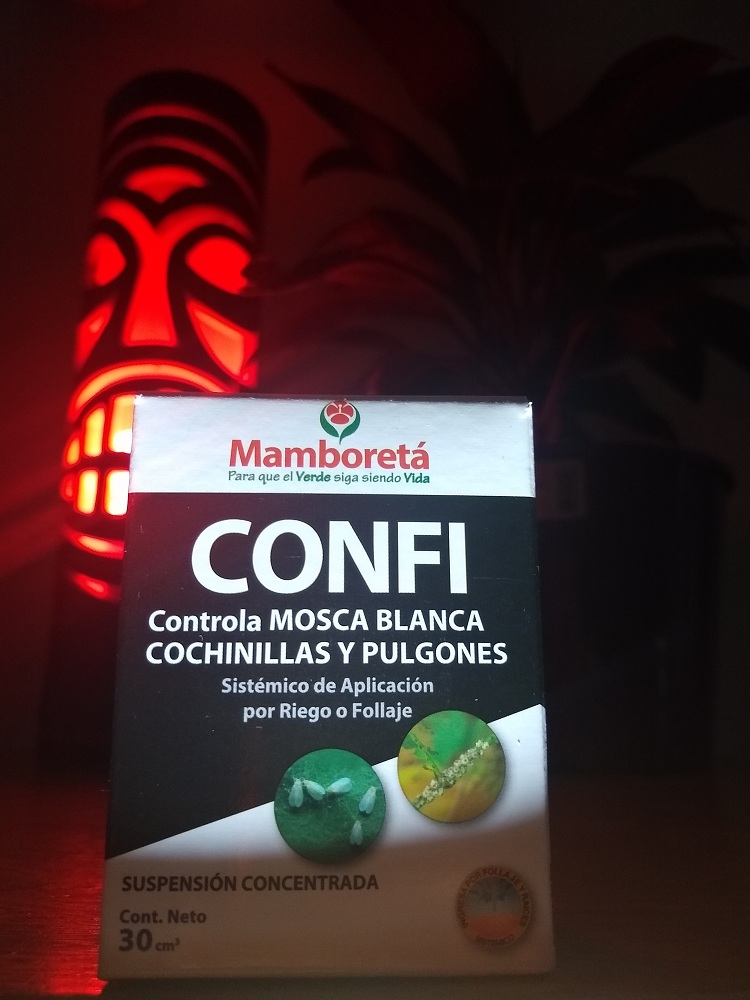 Mamboretá
Para que el Verde siga siendo Vida
CONFI
Controla MOSCA BLANCA
COCHINILLAS Y PULGONES
Sistémico de Aplicación
por Riego o Follaje
SUSPENSIÓN CONCENTRADA
Cont. Neto
30 cm³